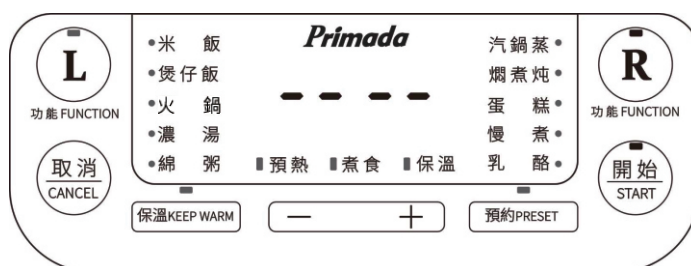 Primada
米飯
汽鍋蒸
L
R
煲仔飯
燜煮炖
功能 FUNCTION
火鍋
蛋糕
功能 FUNCTION
濃湯
慢煮
取消
CANCEL
綿粥
預熱
煮食
保溫
乳酪
開始
START
保溫KEEP WARM
− +
預約PRESET